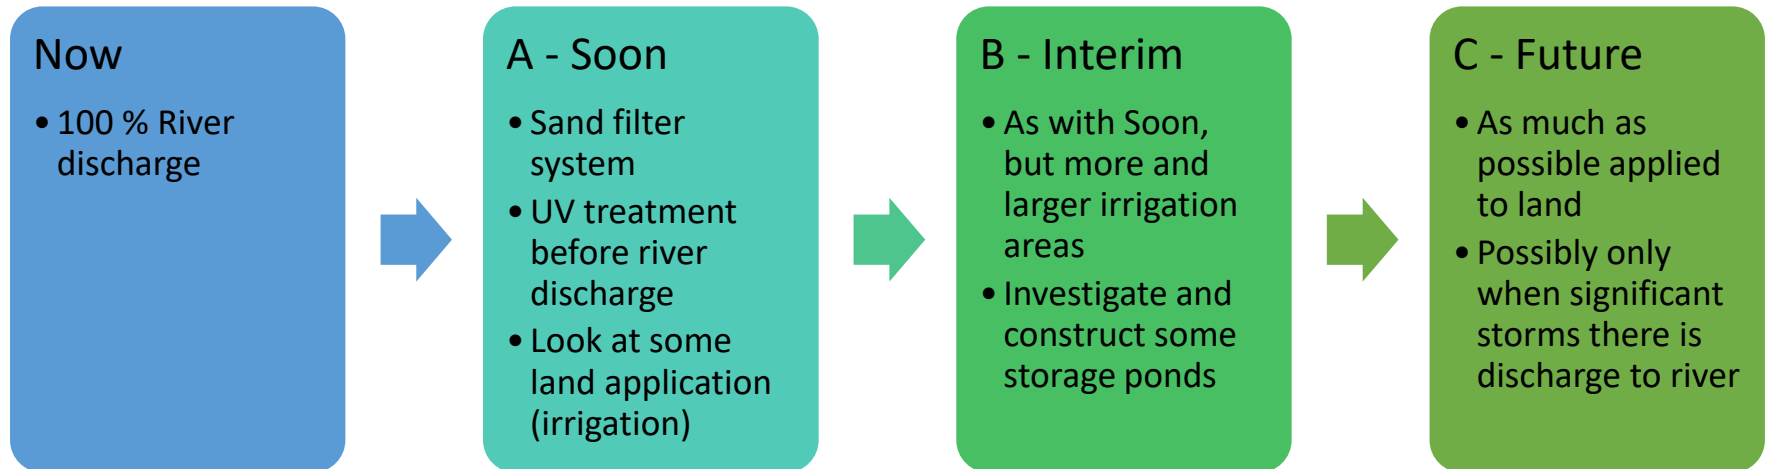 Now
• 100 % River
discharge
A - Soon
• Sand filter
system
• UV treatment
before river
discharge
• Look at some
land application
(irrigation)
B - Interim
• As with Soon,
but more and
larger irrigation
areas
• Investigate and
construct some
storage ponds
C - Future
• As much as
possible applied
to land
• Possibly only
when significant
storms there is
discharge to river